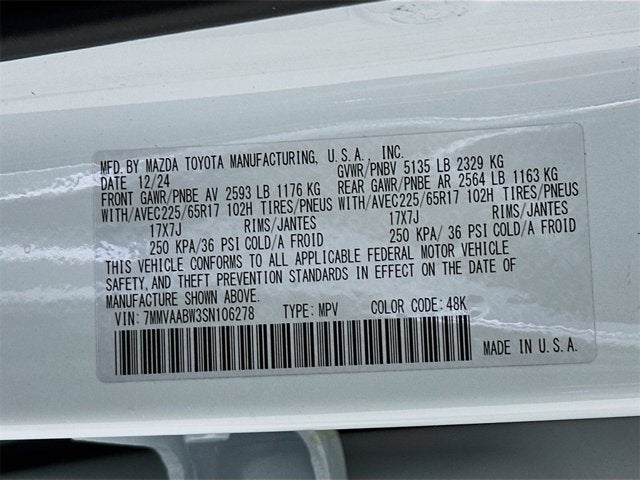 MFD. BY MAZDA TOYOTA MANUFACTURING, U.S.A. INC.
DATE 12/24 GVWR/PNBV 5135 LB 2329 KG
FRONT GAWR/PNBE AV 2593 LB 1176 KG REAR GAWR/PNBE AR 2564 LB 1163 KG
WITH/AVEC225/65R17 102H TIRES/PNEUS WITH/AVEC225/65R17 102H TIRES/PNEUS
17X7J RIMS/JANTES 17X7J RIMS/JANTES
250 KPA/36 PSI COLD/A FROID 250 KPA/ 36 PSI COLD/A FROID
THIS VEHICLE CONFORMS TO ALL APPLICABLE FEDERAL MOTOR VEHICLE
SAFETY, AND THEFT PREVENTION STANDARDS IN EFFECT ON THE DATE OF
MANUFACTURE SHOWN ABOVE.
VIN: 7MMVAABW3SN106278 TYPE: MPV COLOR CODE: 48K
MADE IN U.S.A.